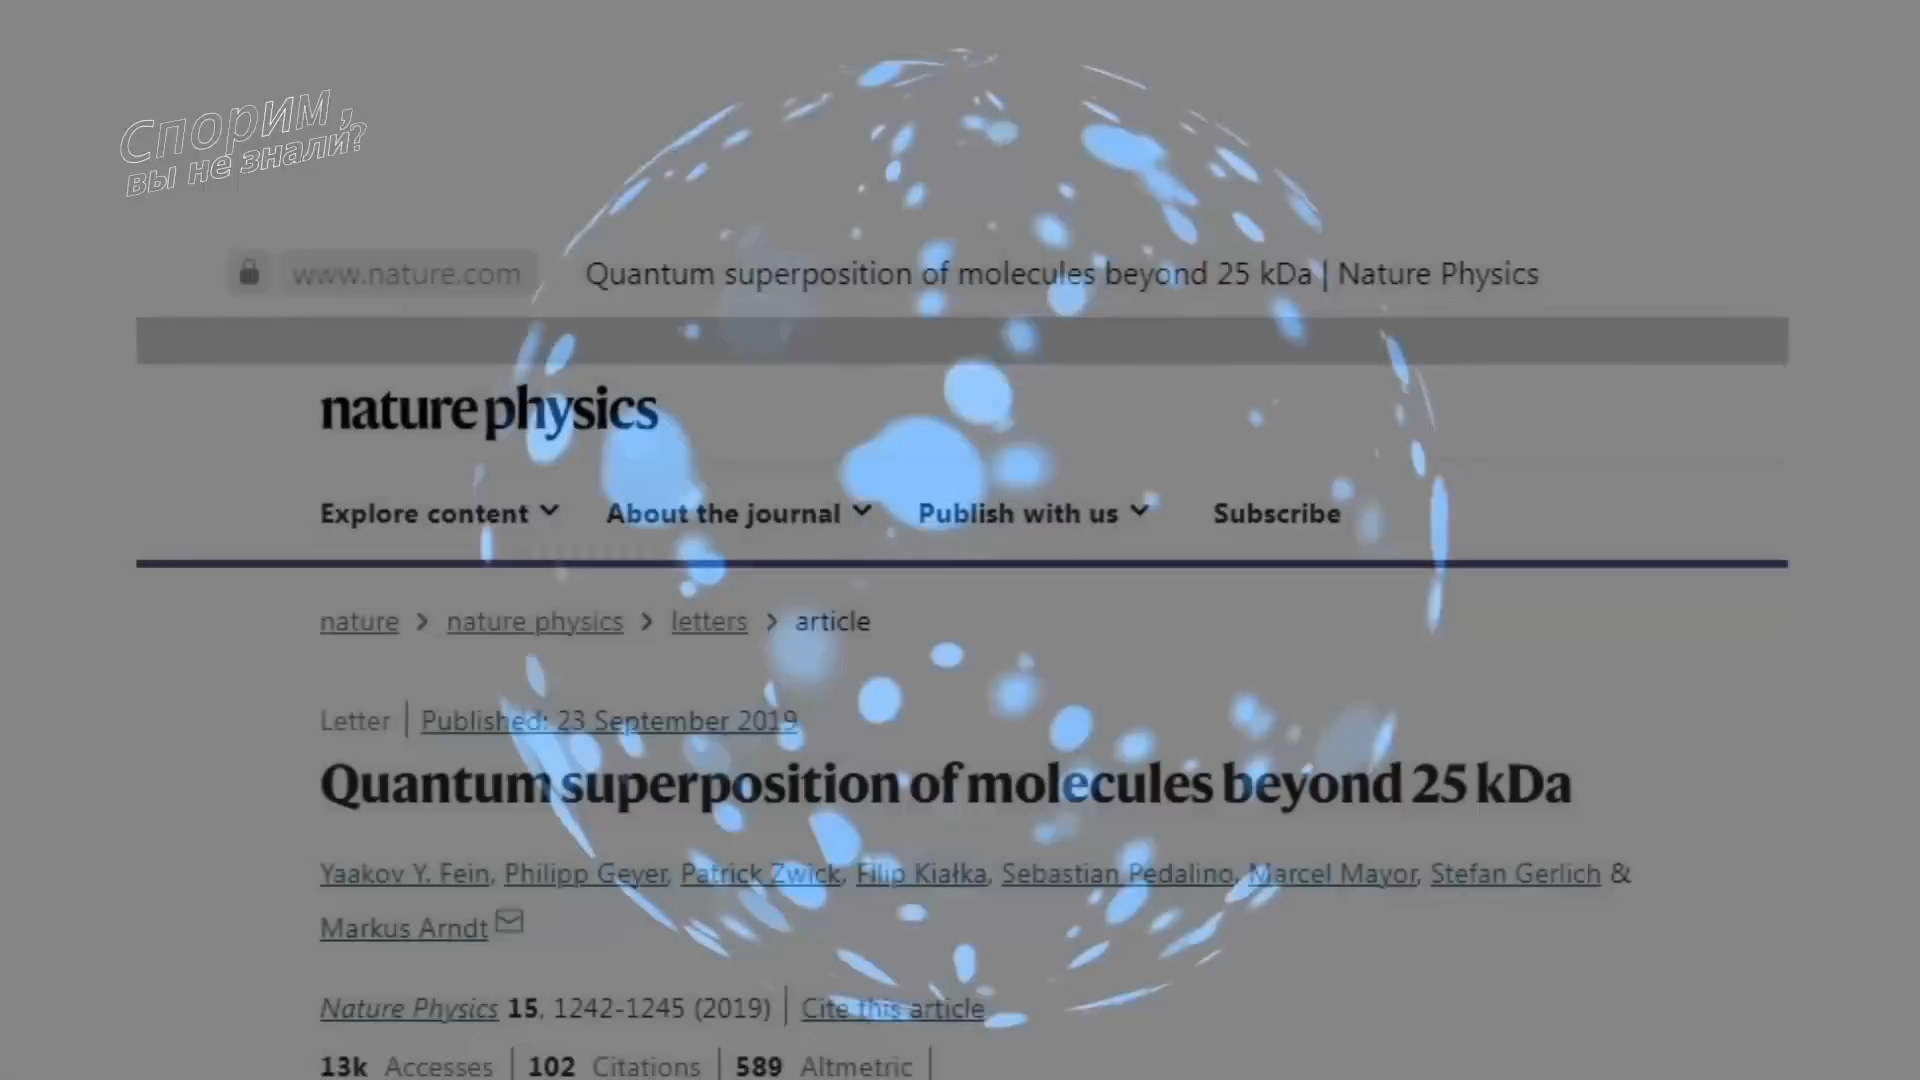 Спорим,
вы не знали?
www.nature.com Quantum superposition of molecules beyond 25 kDa | Nature Physics
nature physics
Explore content About the journal Publish with us Subscribe
nature > nature physics > letters > article
Letter | Published: 23 September 2019
Quantum superposition of molecules beyond 25 kDa
Yaakov Y. Fein, Philipp Geyer, Patrick Zwick, Filip Kiałka, Sebastian Pedalino, Marcel Mayor, Stefan Gerlich &
Markus Arndt
Nature Physics 15, 1242-1245 (2019) | Cite this article
13k Accesses | 102 Citations | 589 Altmetric |